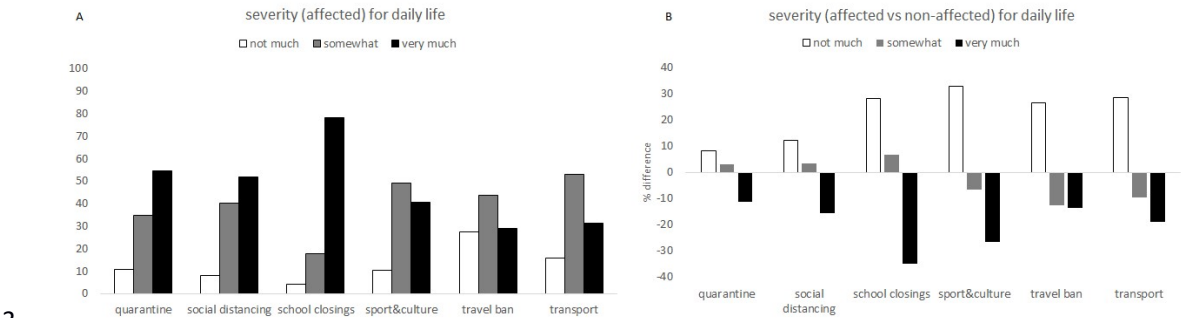 A
severity (affected) for daily life
not much somewhat very much
100
90
80
70
60
50
40
30
20
10
0
quarantine social distancing school closings sport&culture travel ban transport
B
severity (affected vs non-affected) for daily life
not much somewhat very much
% difference
40
30
20
10
0
-10
-20
-30
-40
quarantine social distancing school closings sport&culture travel ban transport